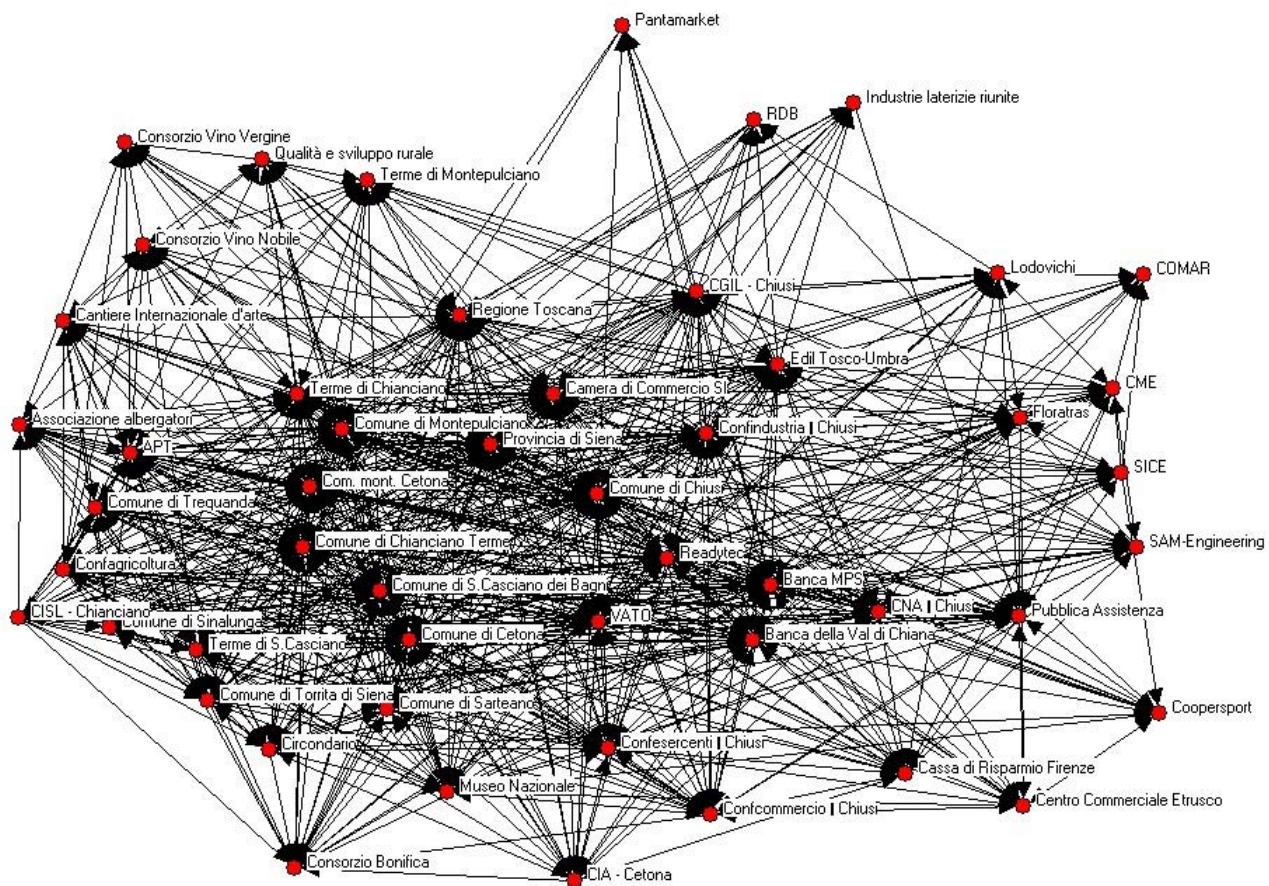 Pantamarket
Industrie laterizie riunite
RDB
Consorzio Vino Vergine
Qualità e sviluppo rurale
Terme di Montepulciano
Consorzio Vino Nobile
Lodovichi
COMAR
CGIL - Chiusi
Regione Toscana
Cantiere Internazionale d'arte
Edil Tosco-Umbra
Terme di Chianciano
Camera di Commercio SI
CME
Floratras
Associazione albergatori
Comune di Montepulciano
Confindustria | Chiusi
Provincia di Siena
APT
SICE
Com. mont. Cetona
Comune di Chiusi
Comune di Trequanda
Comune di Chianciano Terme
SAM-Engineering
Readytec
Confagricoltura
Comune di S.Casciano dei Bagni
Banca MPS
CISL - Chianciano
CNA | Chiusi
Pubblica Assistenza
Comune di Sinalunga
VATO
Comune di Cetona
Banca della Val di Chiana
Terme di S.Casciano
Comune di Torrita di Siena
Comune di Sarteano
Coopersport
Circondario
Confesercenti | Chiusi
Cassa di Risparmio Firenze
Museo Nazionale
Centro Commerciale Etrusco
Confcommercio | Chiusi
Consorzio Bonifica
CIA - Cetona